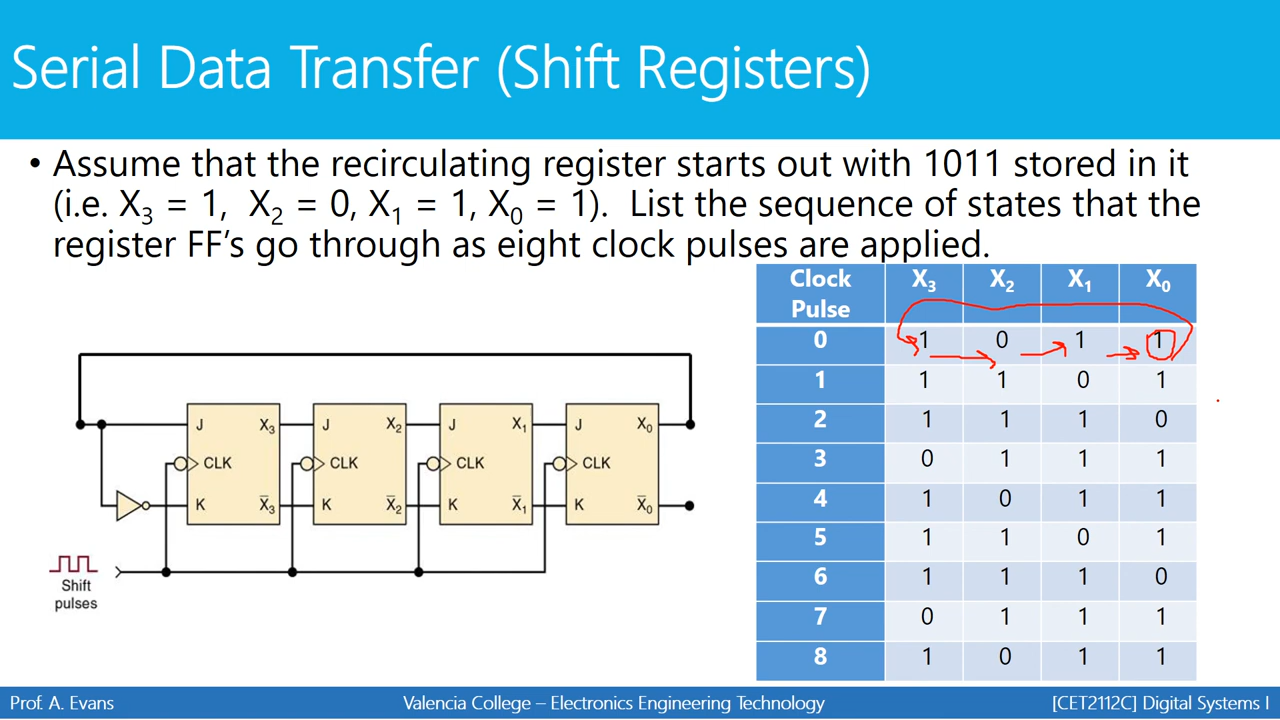 Serial Data Transfer (Shift Registers)
• Assume that the recirculating register starts out with 1011 stored in it
(i.e. X₃ = 1, X₂ = 0, X₁ = 1, X₀ = 1). List the sequence of states that the
register FF's go through as eight clock pulses are applied.
Clock Pulse X₃ X₂ X₁ X₀
0 1 0 1 1
1 1 1 0 1
2 1 1 1 0
3 0 1 1 1
4 1 0 1 1
5 1 1 0 1
6 1 1 1 0
7 0 1 1 1
8 1 0 1 1
J X₃ J X₂ J X₁ J X₀
CLK CLK CLK CLK
K X̄₃ K X̄₂ K X̄₁ K X̄₀
Shift
pulses
Prof. A. Evans Valencia College – Electronics Engineering Technology [CET2112C] Digital Systems I